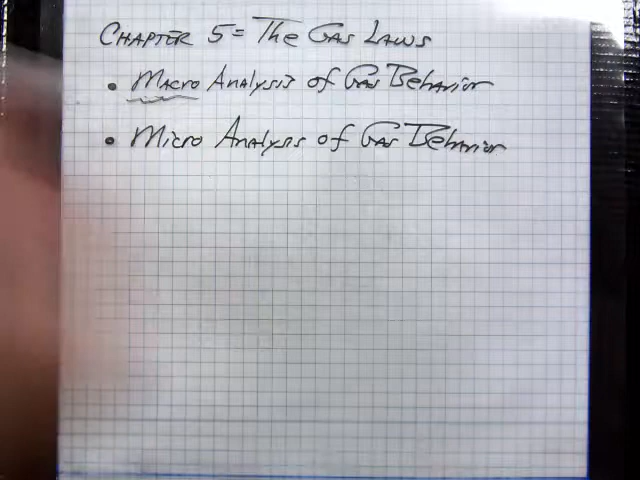 CHAPTER 5 = The GAS LAWS
• MACRO Analysis of Gas Behavior
• Micro Analysis of Gas Behavior